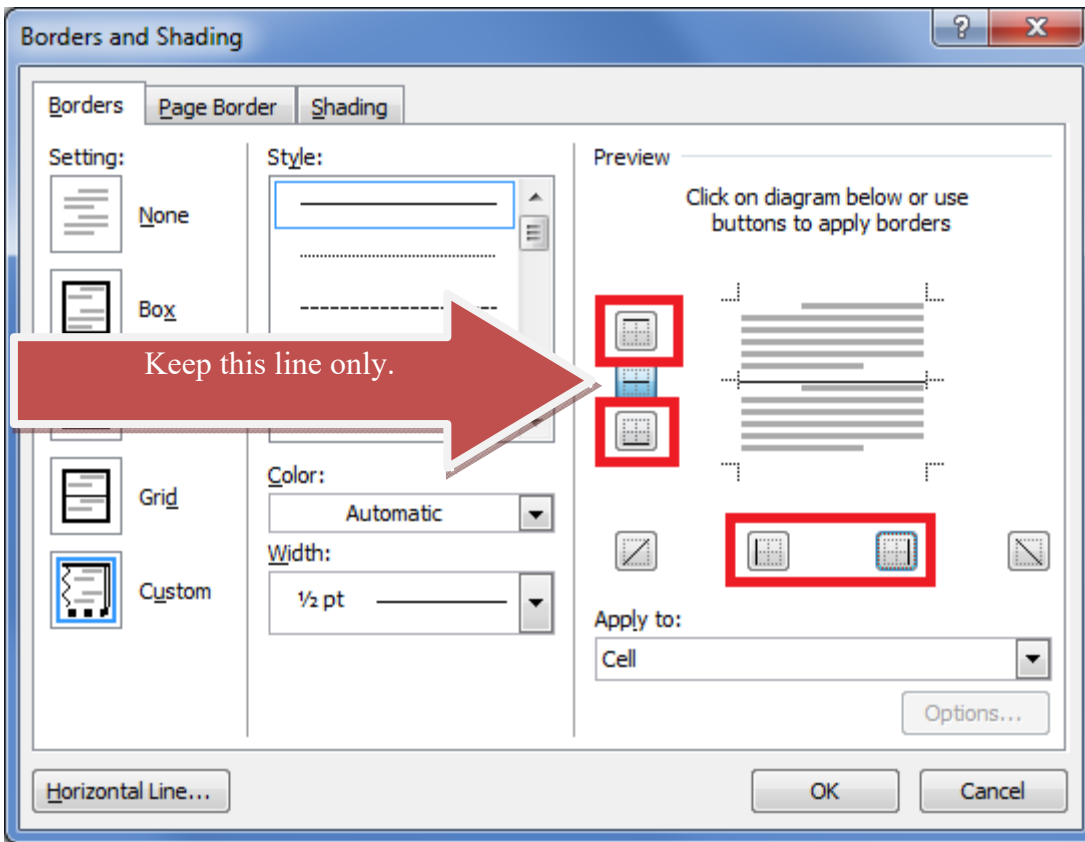 Borders and Shading
Borders
Page Border
Shading
Setting:
None
Box
Grid
Custom
Style:
Keep this line only.
Color:
Automatic
Width:
½ pt
Preview
Click on diagram below or use
buttons to apply borders
Apply to:
Cell
Options...
Horizontal Line...
OK
Cancel